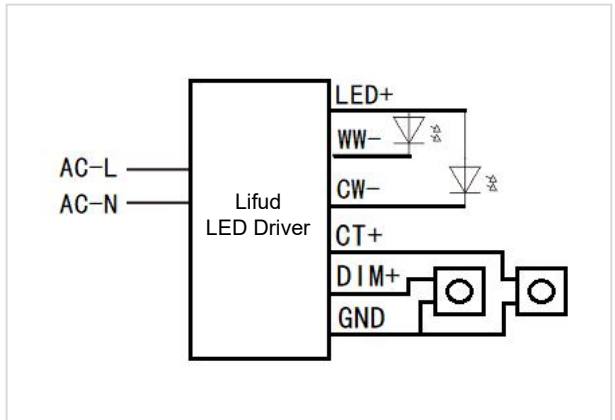 LED+
WW-
AC-L
CW-
AC-N
Lifud
LED Driver
CT+
DIM+
GND